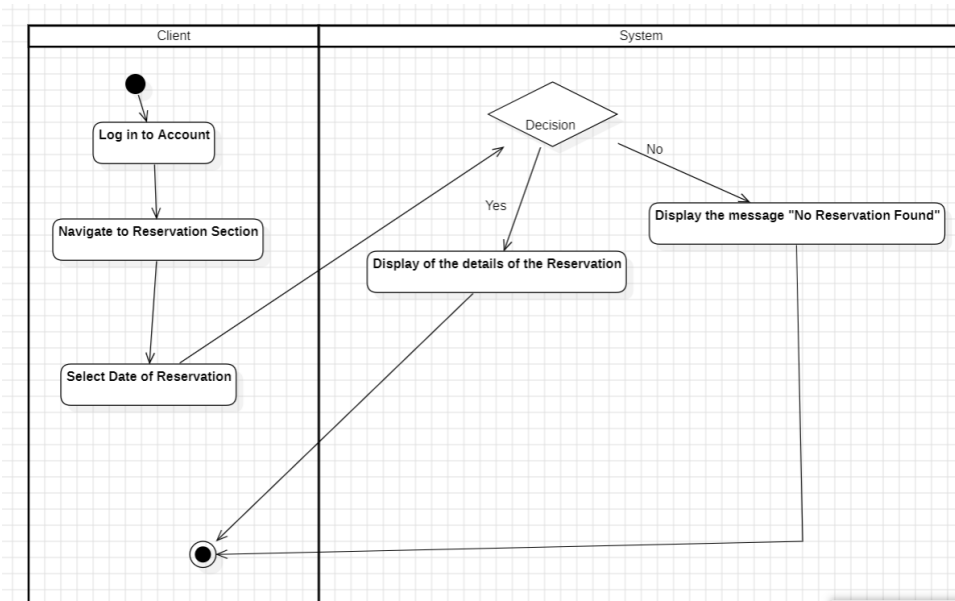 Client
System
Log in to Account
Navigate to Reservation Section
Select Date of Reservation
Decision
Yes
No
Display of the details of the Reservation
Display the message "No Reservation Found"